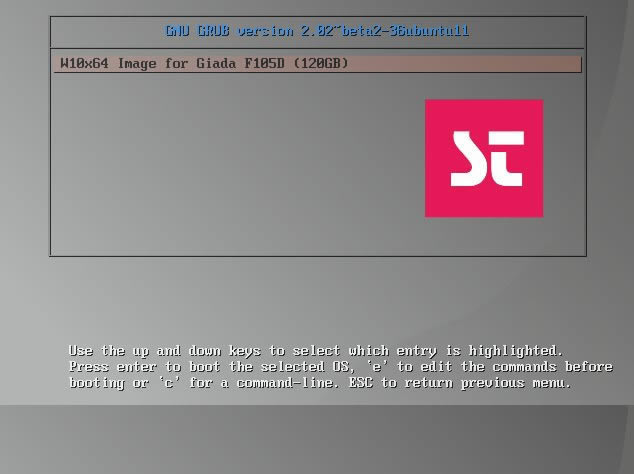 GNU GRUB version 2.02~beta2-36ubuntu11
W10x64 Image for Giada F105D (120GB)
Use the up and down keys to select which entry is highlighted.
Press enter to boot the selected OS, `e' to edit the commands before
booting or `c' for a command-line. ESC to return previous menu.